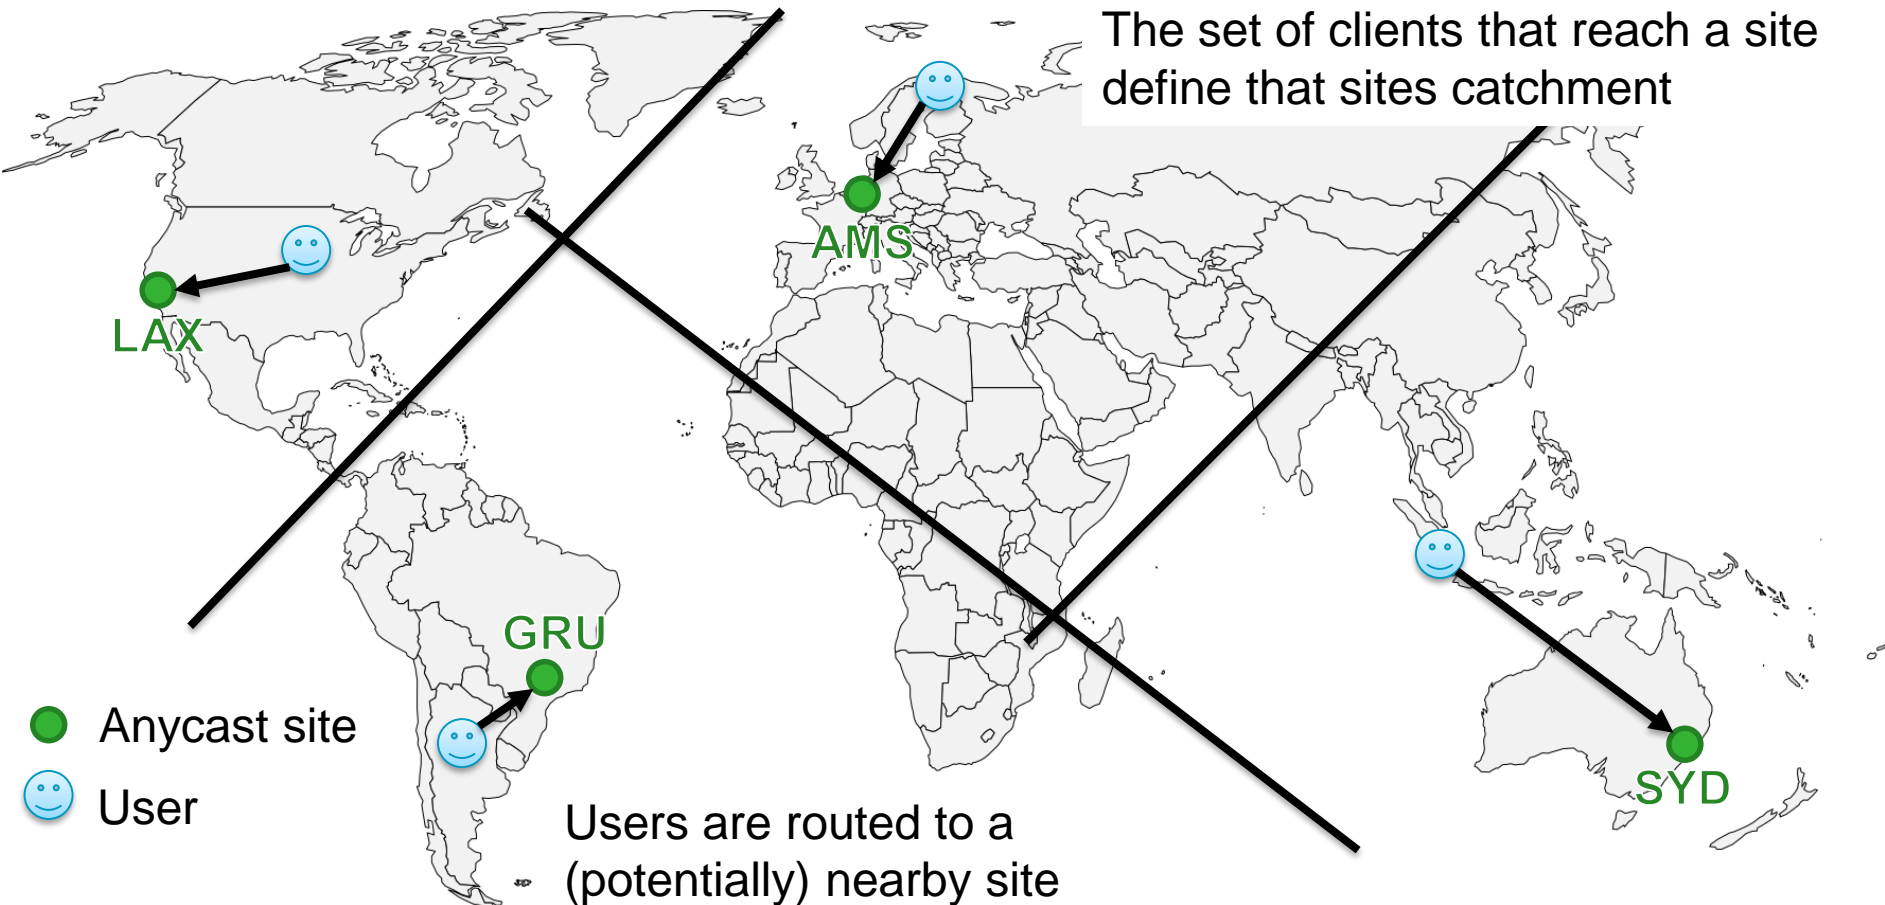 The set of clients that reach a site
define that sites catchment
AMS
LAX
GRU
Anycast site
User
SYD
Users are routed to a
(potentially) nearby site